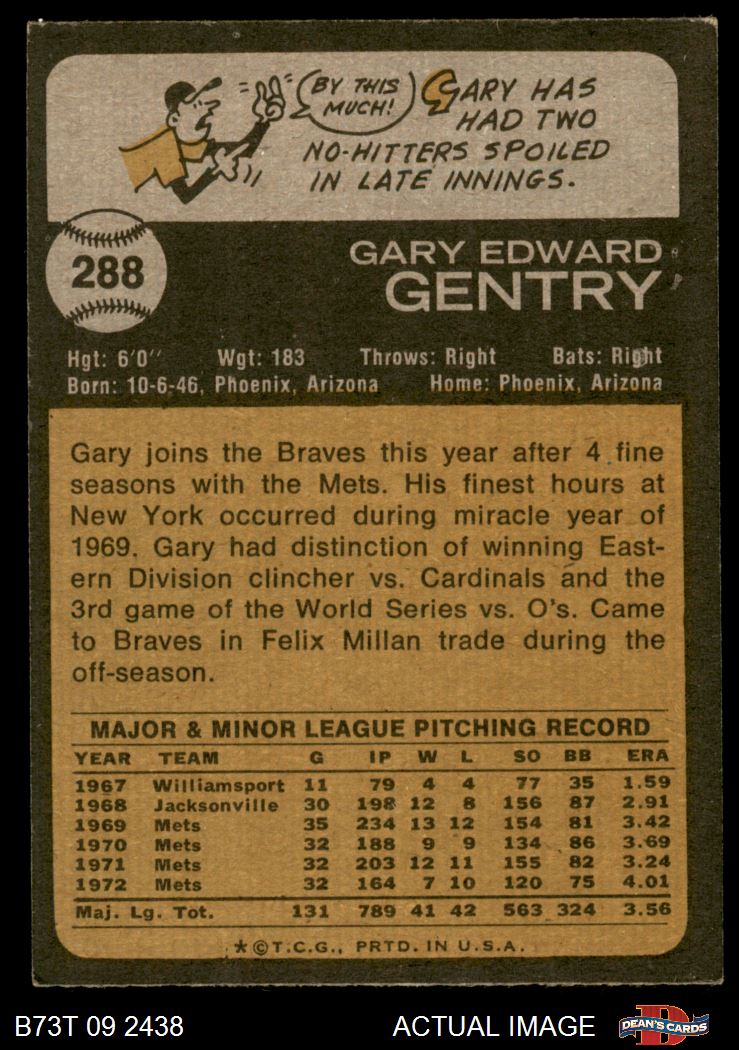 BY THIS MUCH!
GARY HAS
HAD TWO
NO-HITTERS SPOILED
IN LATE INNINGS.
288
GARY EDWARD
GENTRY
Hgt: 6'0'' Wgt: 183 Throws: Right Bats: Right
Born: 10-6-46, Phoenix, Arizona Home: Phoenix, Arizona
Gary joins the Braves this year after 4 fine
seasons with the Mets. His finest hours at
New York occurred during miracle year of
1969. Gary had distinction of winning East-
ern Division clincher vs. Cardinals and the
3rd game of the World Series vs. O's. Came
to Braves in Felix Millan trade during the
off-season.
MAJOR & MINOR LEAGUE PITCHING RECORD
YEAR TEAM G IP W L SO BB ERA
1967 Williamsport 11 79 4 4 77 35 1.59
1968 Jacksonville 30 198 12 8 156 87 2.91
1969 Mets 35 234 13 12 154 81 3.42
1970 Mets 32 188 9 9 134 86 3.69
1971 Mets 32 203 12 11 155 82 3.24
1972 Mets 32 164 7 10 120 75 4.01
Maj. Lg. Tot. 131 789 41 42 563 324 3.56
*©T.C.G., PRTD. IN U.S.A.
B73T 09 2438 ACTUAL IMAGE
D
DEAN'S CARDS